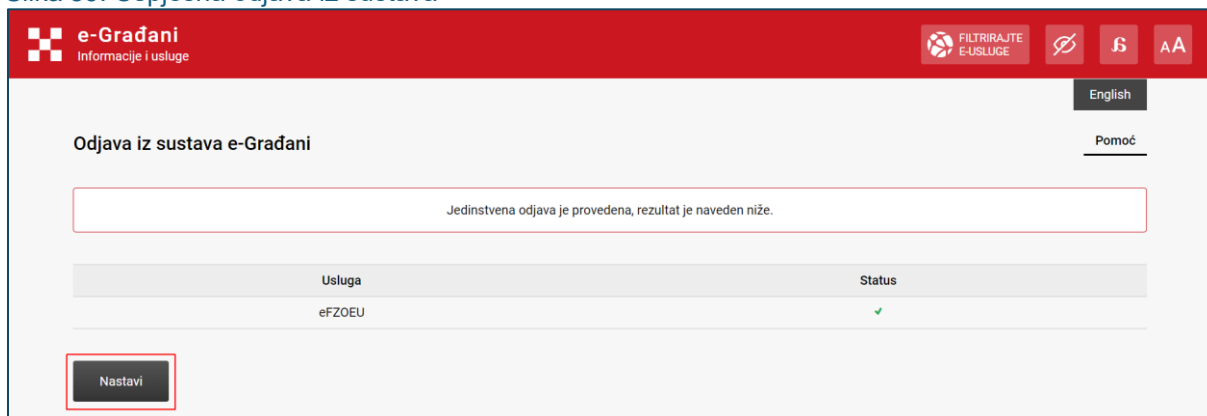 e-Građani
Informacije i usluge
FILTRIRAJTE
E-USLUGE
AA
English
Odjava iz sustava e-Građani
Pomoć
Jedinstvena odjava je provedena, rezultat je naveden niže.
Usluga Status
eFZOEU
Nastavi